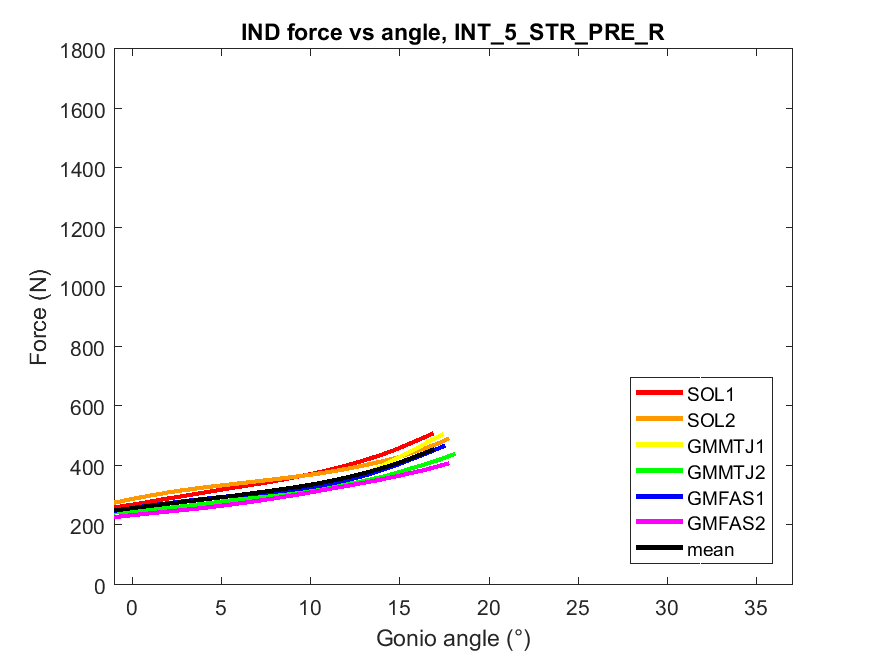 IND force vs angle, INT_5_STR_PRE_R
1800
1600
1400
1200
1000
800
600
400
200
0
Force (N)
0 5 10 15 20 25 30 35
Gonio angle (°)
SOL1
SOL2
GMMTJ1
GMMTJ2
GMFAS1
GMFAS2
mean